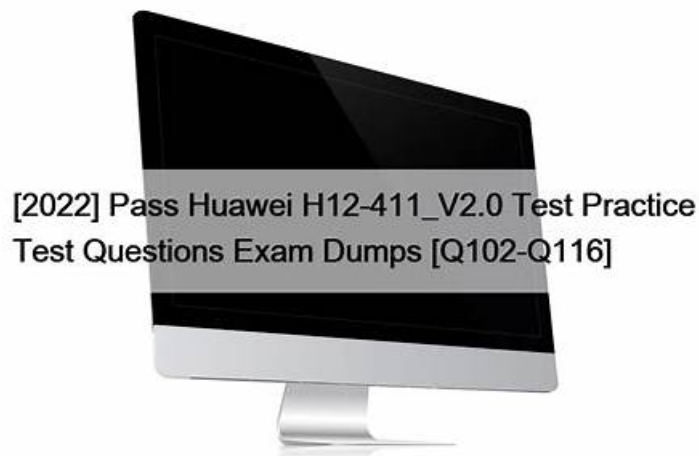 [2022] Pass Huawei H12-411_V2.0 Test Practice
Test Questions Exam Dumps [Q102-Q116]